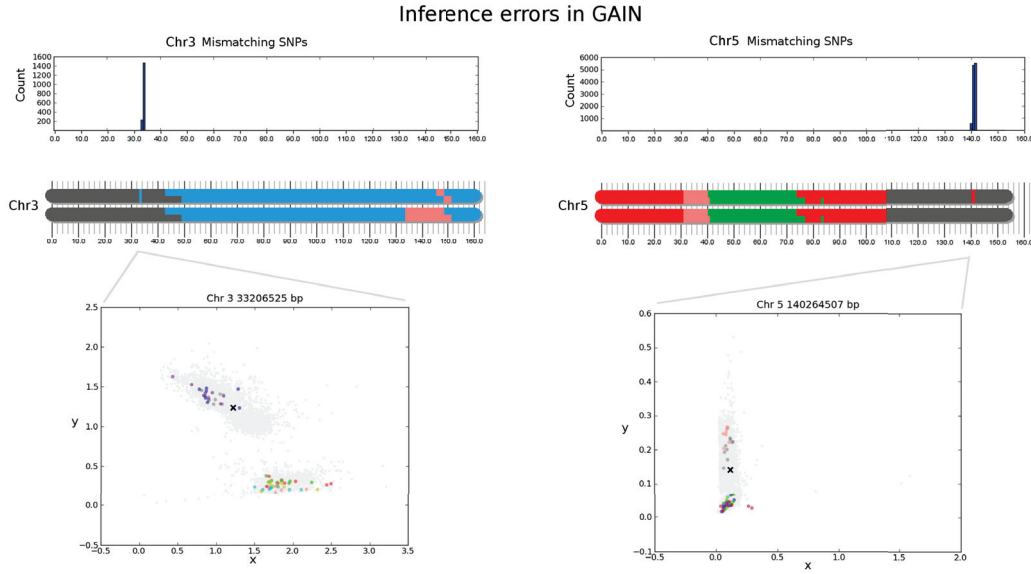 Inference errors in GAIN
Chr3 Mismatching SNPs
Count
1600
1400
1200
1000
800
600
400
200
0.0 10.0 20.0 30.0 40.0 50.0 60.0 70.0 80.0 90.0 100.0 110.0 120.0 130.0 140.0 150.0 160.0
Chr5 Mismatching SNPs
Count
6000
5000
4000
3000
2000
1000
0.0 10.0 20.0 30.0 40.0 50.0 60.0 70.0 80.0 90.0 100.0 110.0 120.0 130.0 140.0 150.0 160.0
Chr3
0.0 10.0 20.0 30.0 40.0 50.0 60.0 70.0 80.0 90.0 100.0 110.0 120.0 130.0 140.0 150.0 160.0
Chr5
0.0 10.0 20.0 30.0 40.0 50.0 60.0 70.0 80.0 90.0 100.0 110.0 120.0 130.0 140.0 150.0 160.0
Chr 3 33206525 bp
y
2.5
2.0
1.5
1.0
0.5
0.0
−0.5
−0.5 0.0 0.5 1.0 1.5 2.0 2.5 3.0 3.5
x
Chr 5 140264507 bp
y
0.6
0.5
0.4
0.3
0.2
0.1
0.0
−0.1
−0.5 0.0 0.5 1.0 1.5 2.0
x